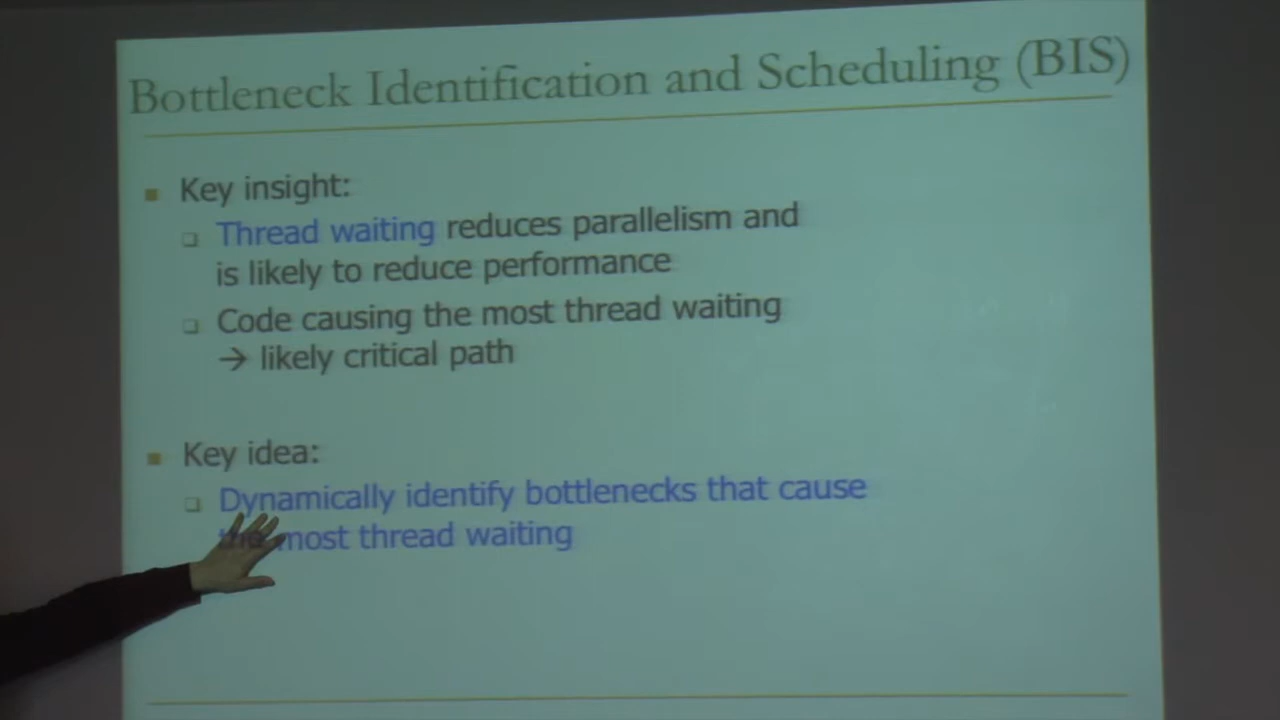 Bottleneck Identification and Scheduling (BIS)
Key insight:
Thread waiting reduces parallelism and
is likely to reduce performance
Code causing the most thread waiting
→ likely critical path
Key idea:
Dynamically identify bottlenecks that cause
the most thread waiting